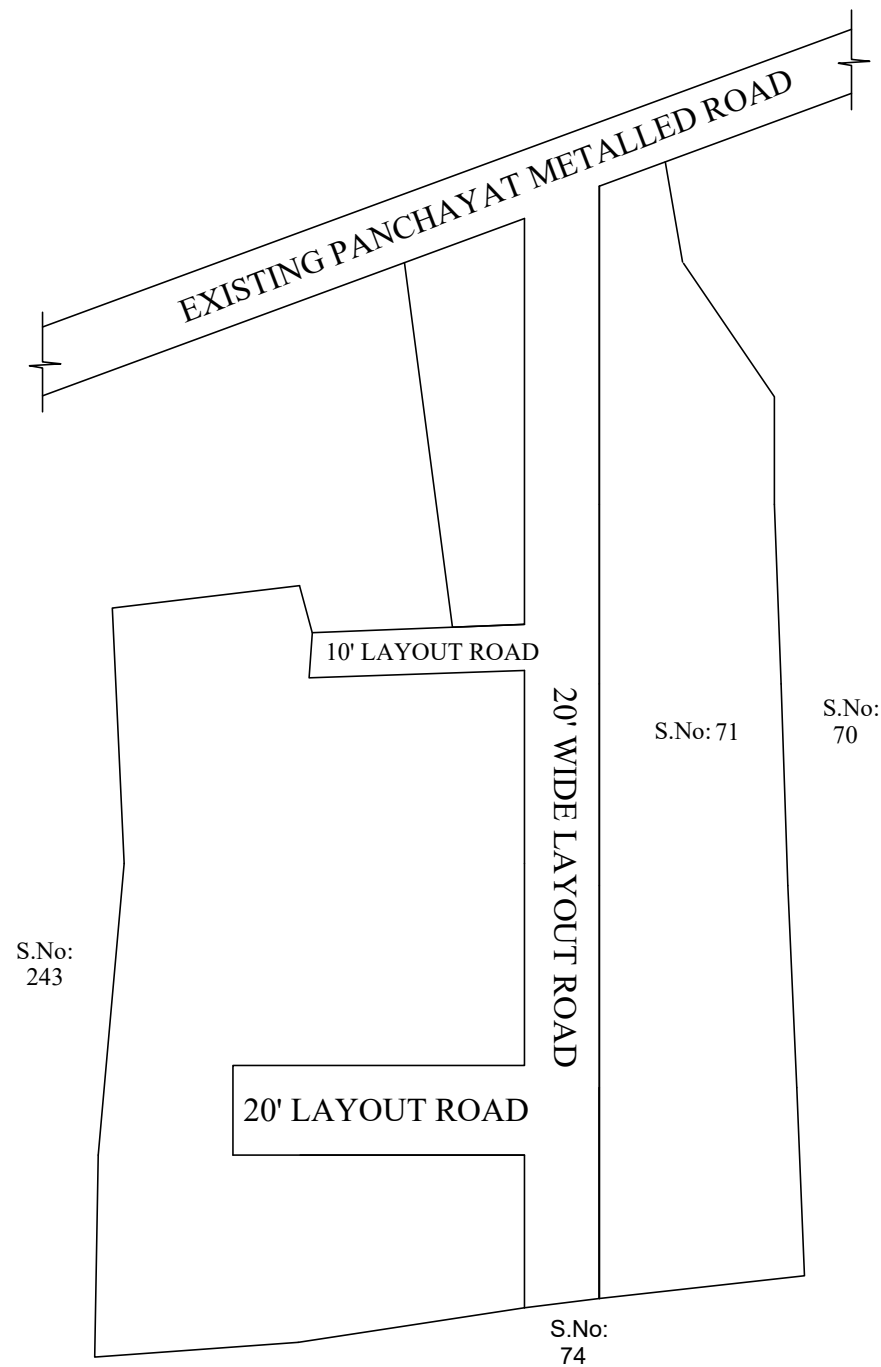 EXISTING PANCHAYAT METALLED ROAD
10' LAYOUT ROAD
20' WIDE LAYOUT ROAD
S.No: 71
S.No:
70
S.No:
243
20' LAYOUT ROAD
S.No:
74